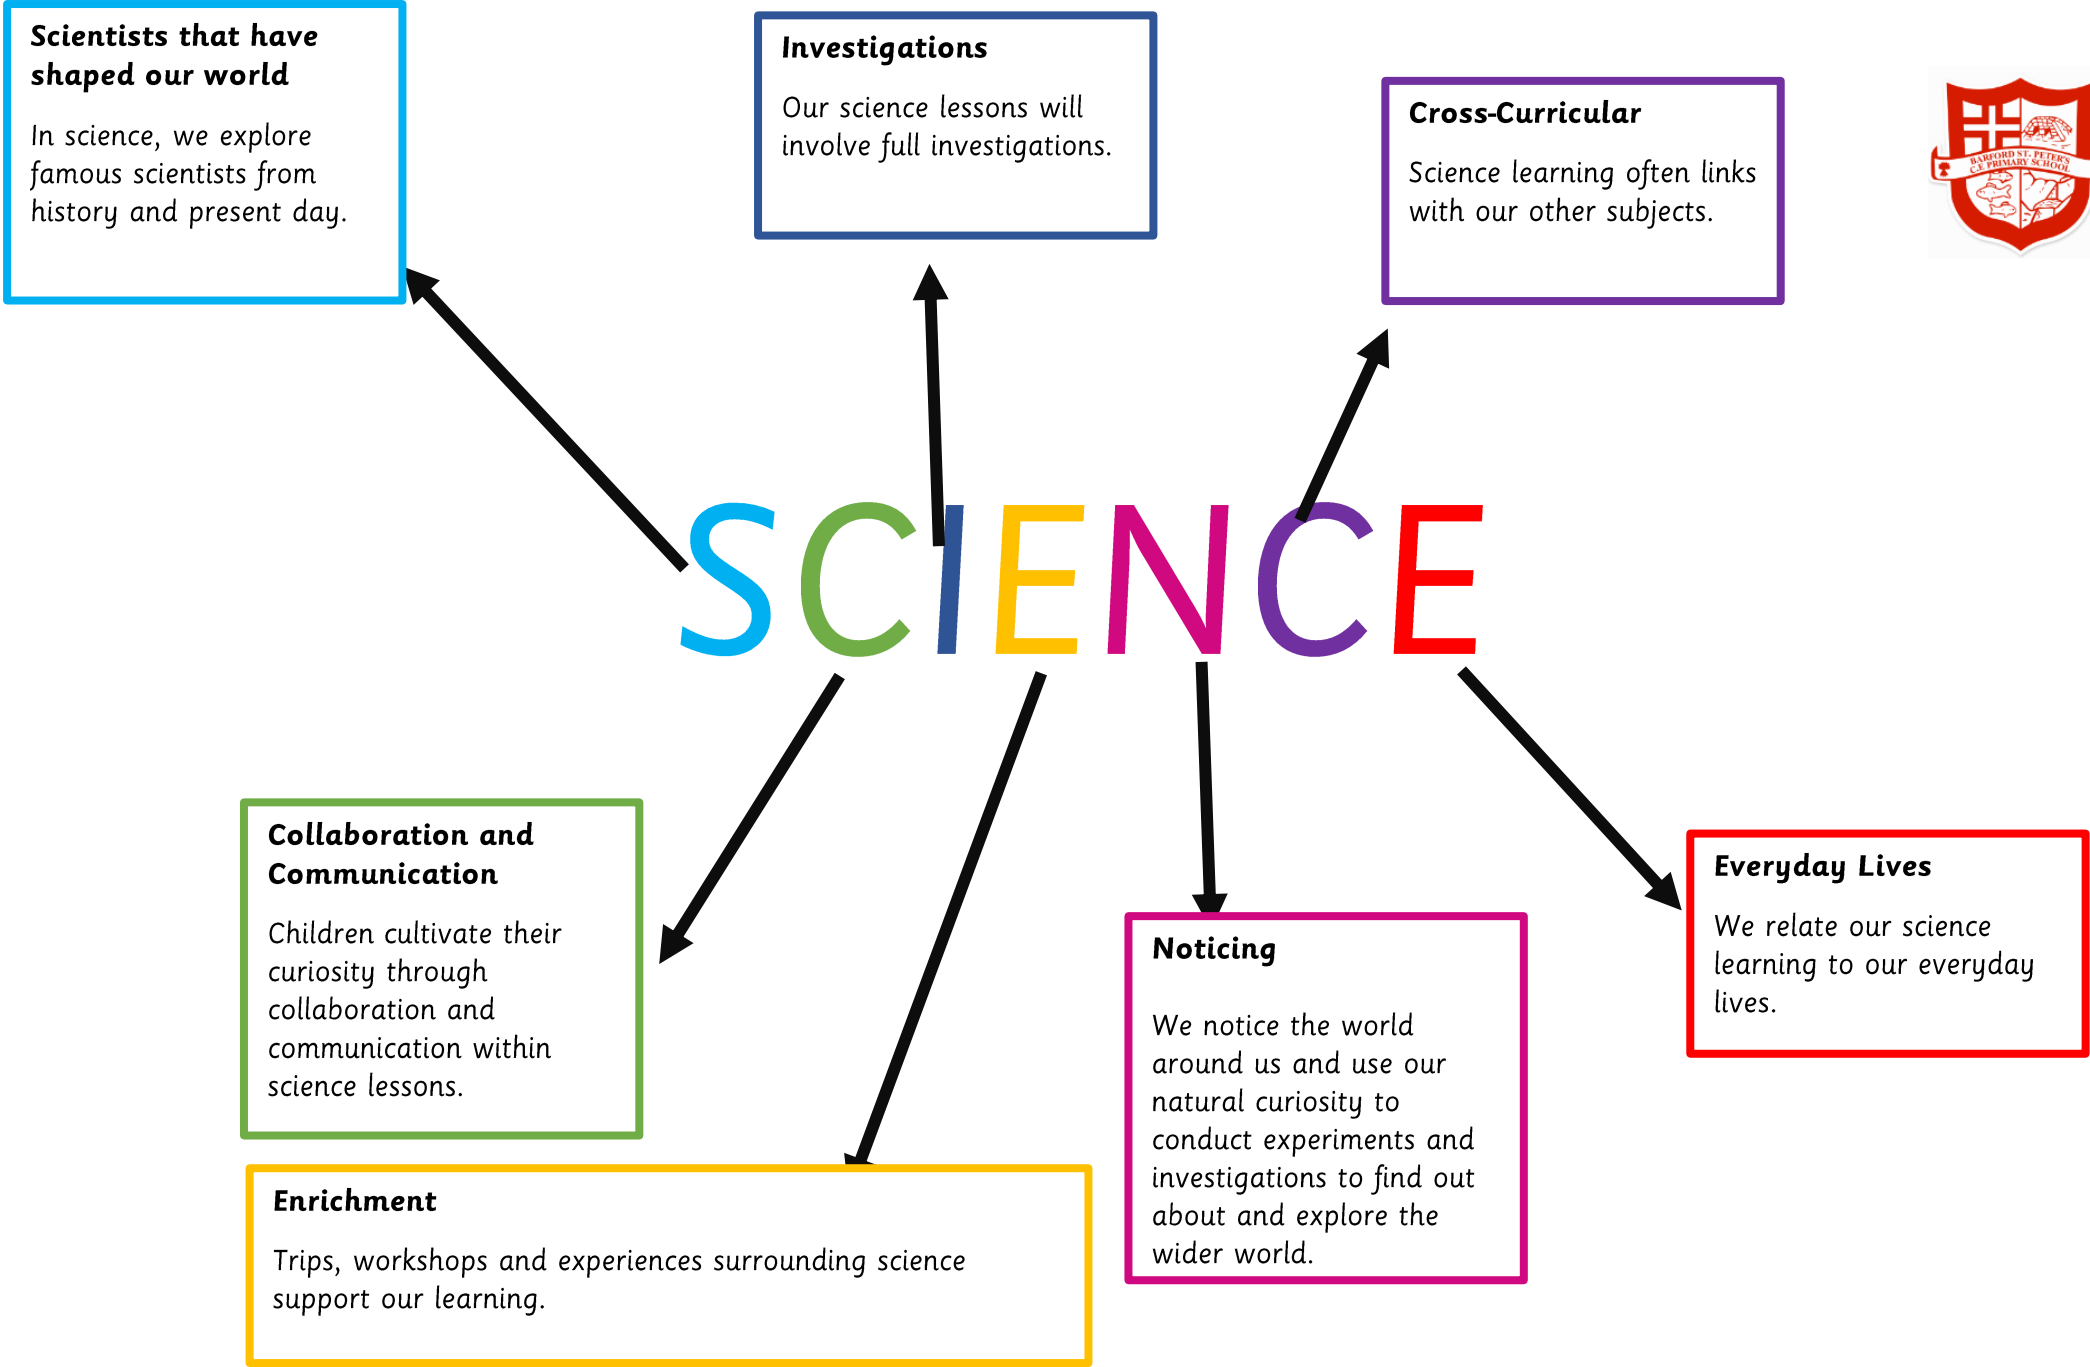 Scientists that have
shaped our world
In science, we explore
famous scientists from
history and present day.
Investigations
Our science lessons will
involve full investigations.
Cross-Curricular
Science learning often links
with our other subjects.
BARFORD ST. PETER'S
C.E PRIMARY SCHOOL
SCIENCE
Collaboration and
Communication
Children cultivate their
curiosity through
collaboration and
communication within
science lessons.
Enrichment
Trips, workshops and experiences surrounding science
support our learning.
Noticing
We notice the world
around us and use our
natural curiosity to
conduct experiments and
investigations to find out
about and explore the
wider world.
Everyday Lives
We relate our science
learning to our everyday
lives.